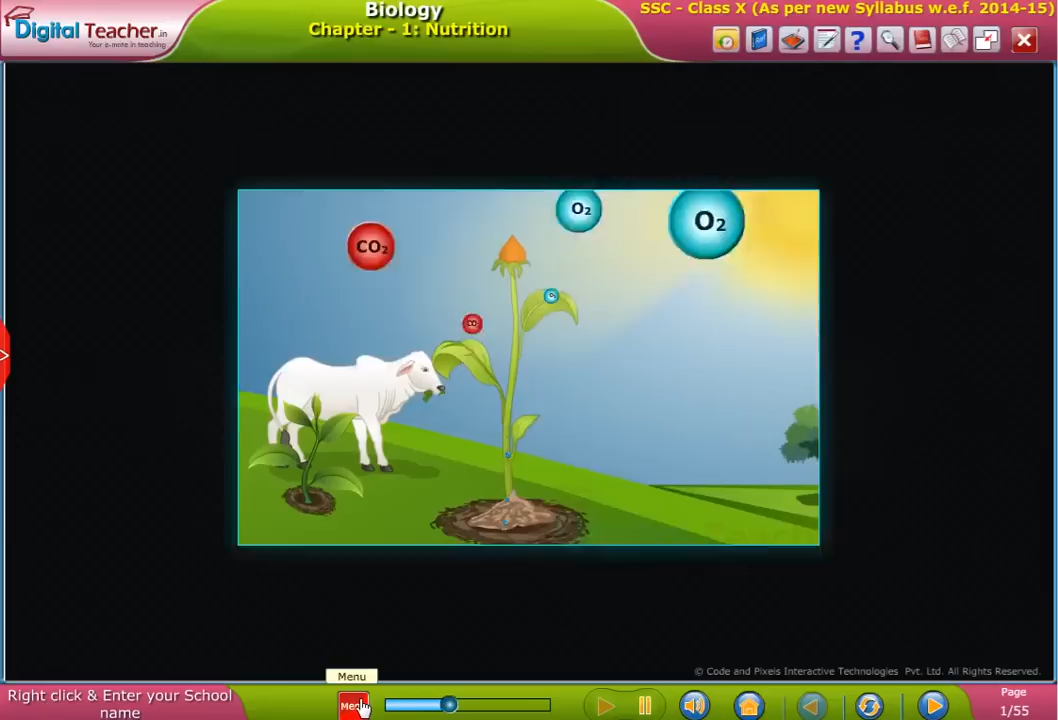 Digital Teacher.in
Your e-mate in teaching
Biology
Chapter - 1: Nutrition
SSC - Class X (As per new Syllabus w.e.f. 2014-15)
?
CO₂
O₂
O₂
O₂
Menu
© Code and Pixels Interactive Technologies Pvt. Ltd. All Rights Reserved.
Right click & Enter your School
name
Page
1/55